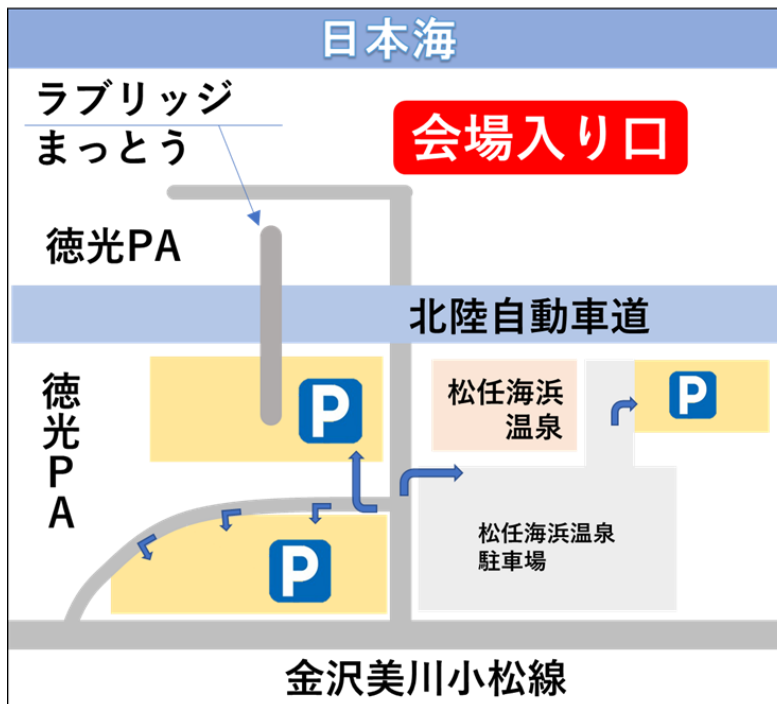 日本海
ラブリッジ
まっとう
会場入り口
徳光PA
北陸自動車道
徳光PA
P
松任海浜
温泉
P
松任海浜温泉
駐車場
P
金沢美川小松線